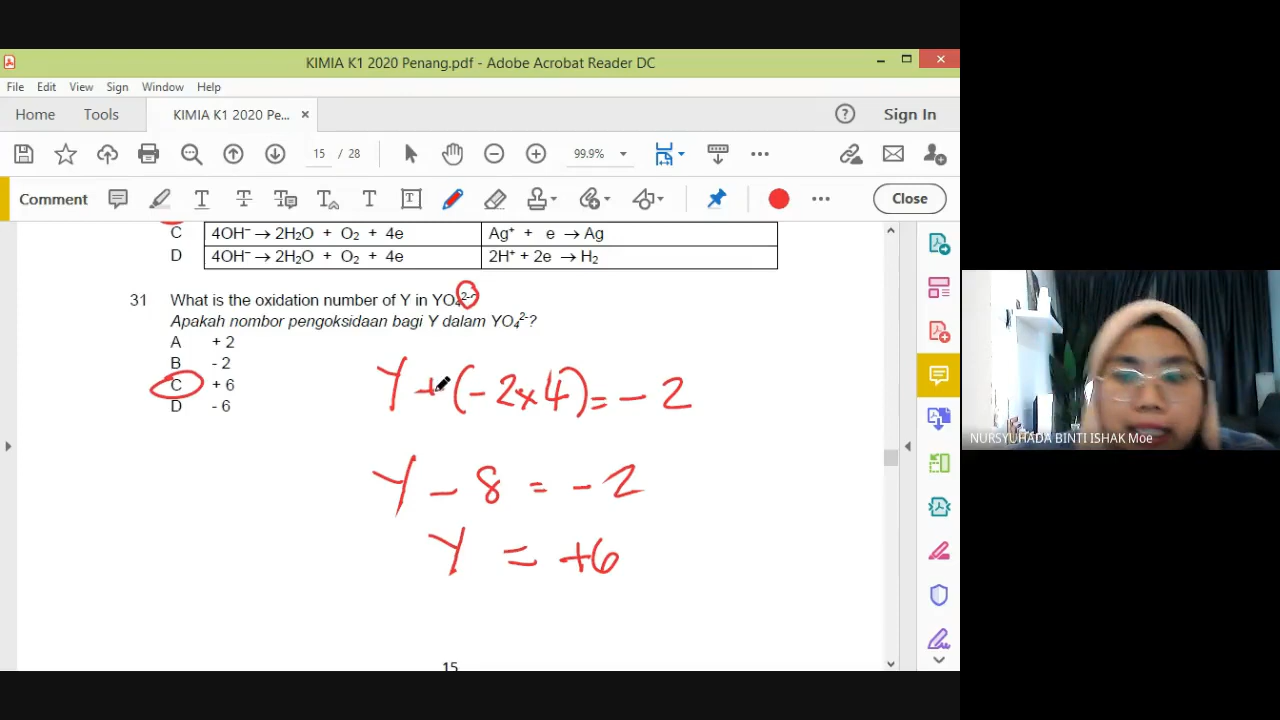 KIMIA K1 2020 Penang.pdf - Adobe Acrobat Reader DC
File Edit View Sign Window Help
Home Tools KIMIA K1 2020 Pe... × Sign In
15 / 28 99.9%
Comment Close
C 4OH⁻ → 2H₂O + O₂ + 4e Ag⁺ + e → Ag
D 4OH⁻ → 2H₂O + O₂ + 4e 2H⁺ + 2e → H₂
31 What is the oxidation number of Y in YO₄²⁻?
Apakah nombor pengoksidaan bagi Y dalam YO₄²⁻?
A + 2
B - 2
C + 6
D - 6
Y + (-2x4) = -2
Y - 8 = -2
Y = +6
15
NURSYUHADA BINTI ISHAK Moe